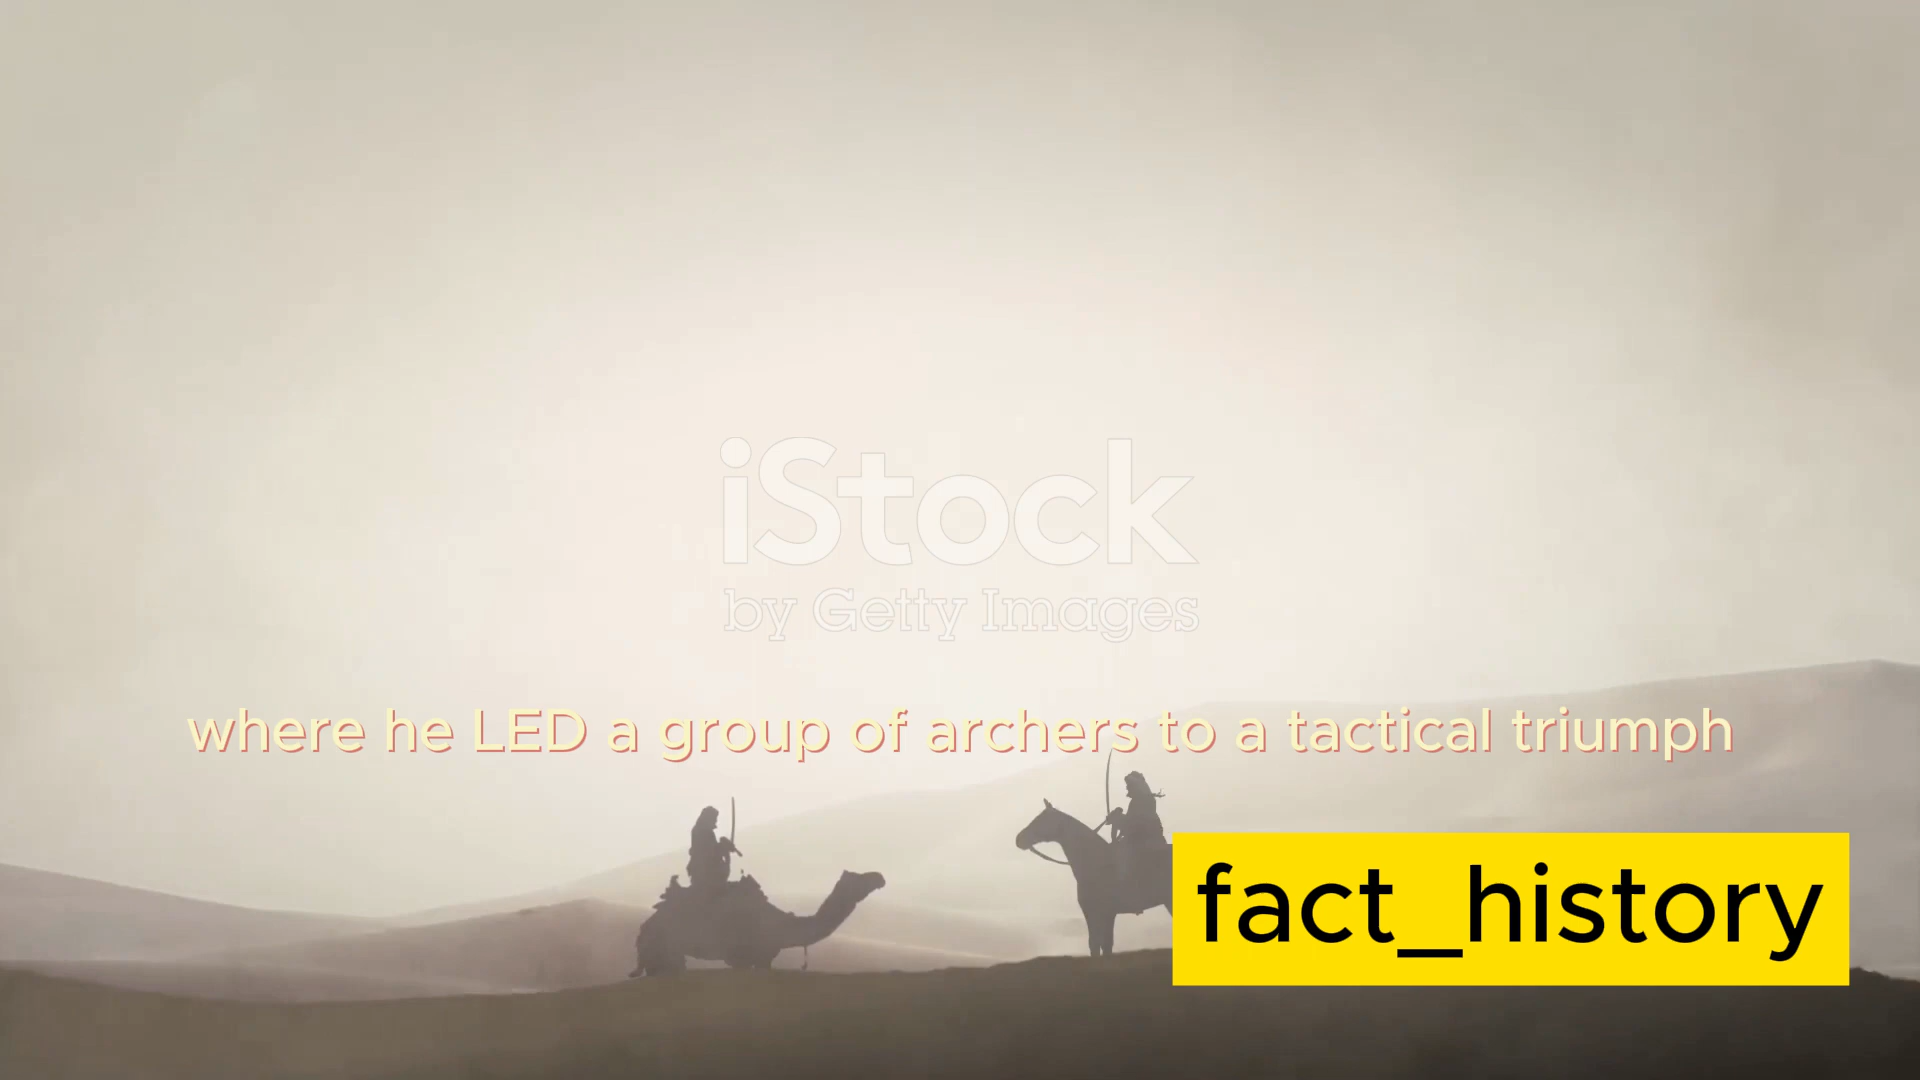 iStock
by Getty Images
where he LED a group of archers to a tactical triumph
fact_history